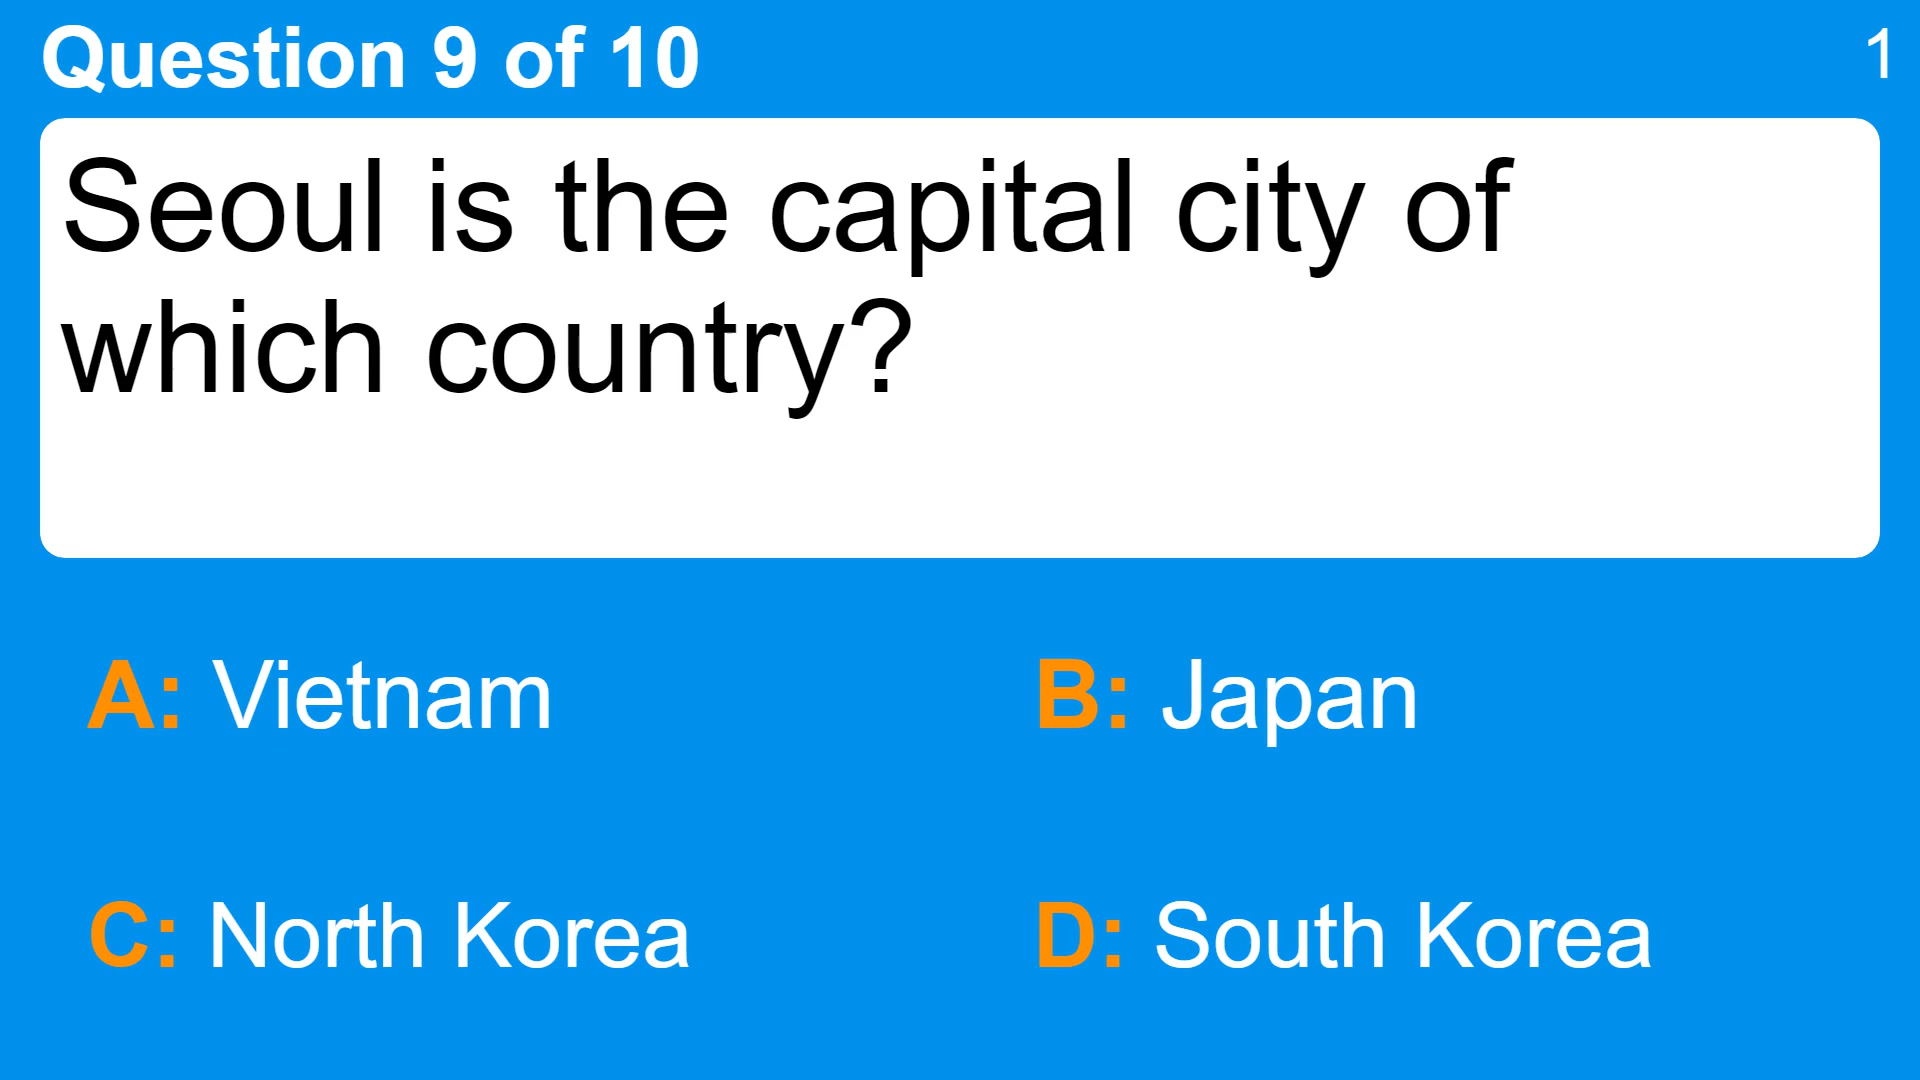 Question 9 of 10
1
Seoul is the capital city of
which country?
A: Vietnam
B: Japan
C: North Korea
D: South Korea